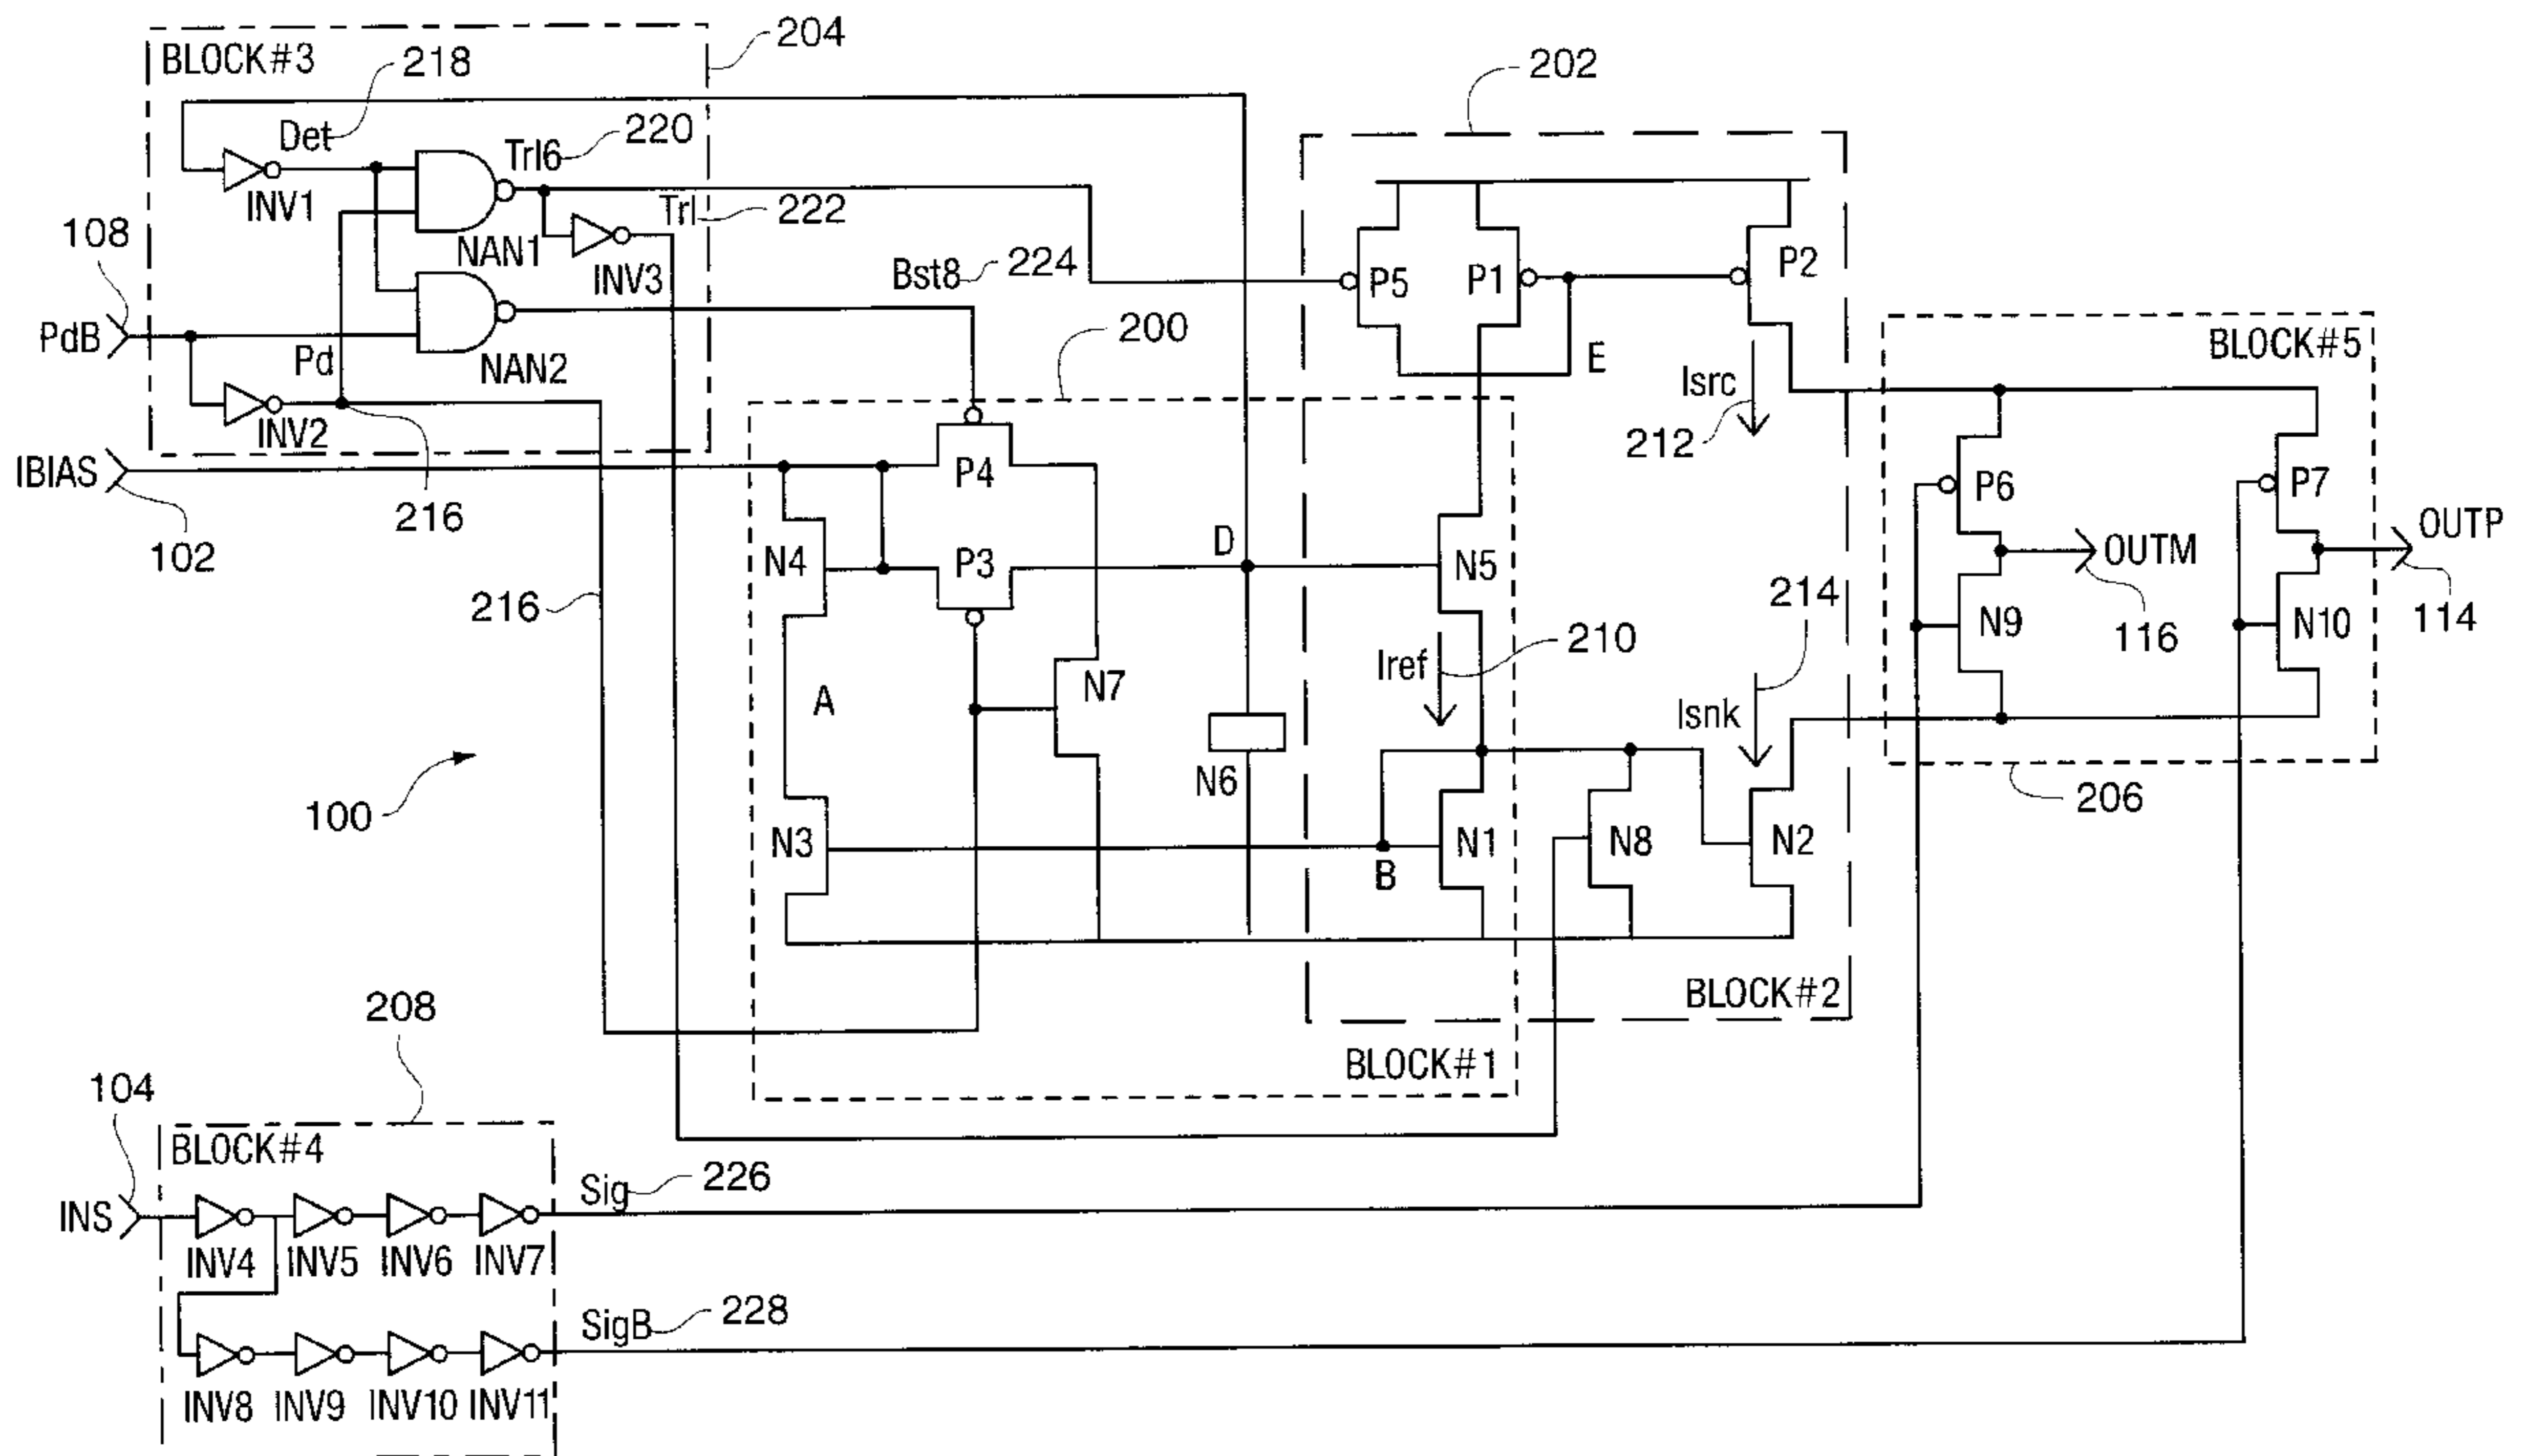 BLOCK#3
204
218
Det
220
Trl6
INV1
Trl
222
NAN1
INV3
108
PdB
Pd
NAN2
INV2
216
IBIAS
102
Bst8
224
200
202
P5
P1
P2
E
Isrc
212
BLOCK#5
P6
P7
OUTM
116
OUTP
114
N9
N10
206
P4
N4
P3
D
N5
216
A
N7
Iref
210
214
Isnk
N6
100
N3
B
N1
N8
N2
BLOCK#2
BLOCK#1
208
104
BLOCK#4
INS
INV4
INV5
INV6
INV7
Sig
226
SigB
228
INV8
INV9
INV10
INV11